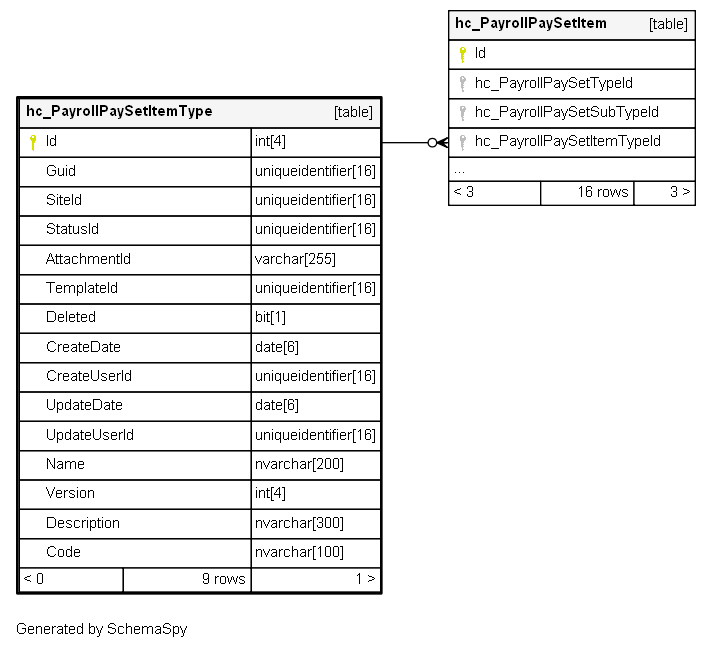 hc_PayrollPaySetItem [table]
Id
hc_PayrollPaySetTypeId
hc_PayrollPaySetSubTypeId
hc_PayrollPaySetItemTypeId
...
< 3 16 rows 3 >
hc_PayrollPaySetItemType [table]
Id int[4]
Guid uniqueidentifier[16]
SiteId uniqueidentifier[16]
StatusId uniqueidentifier[16]
AttachmentId varchar[255]
TemplateId uniqueidentifier[16]
Deleted bit[1]
CreateDate date[6]
CreateUserId uniqueidentifier[16]
UpdateDate date[6]
UpdateUserId uniqueidentifier[16]
Name nvarchar[200]
Version int[4]
Description nvarchar[300]
Code nvarchar[100]
< 0 9 rows 1 >
Generated by SchemaSpy